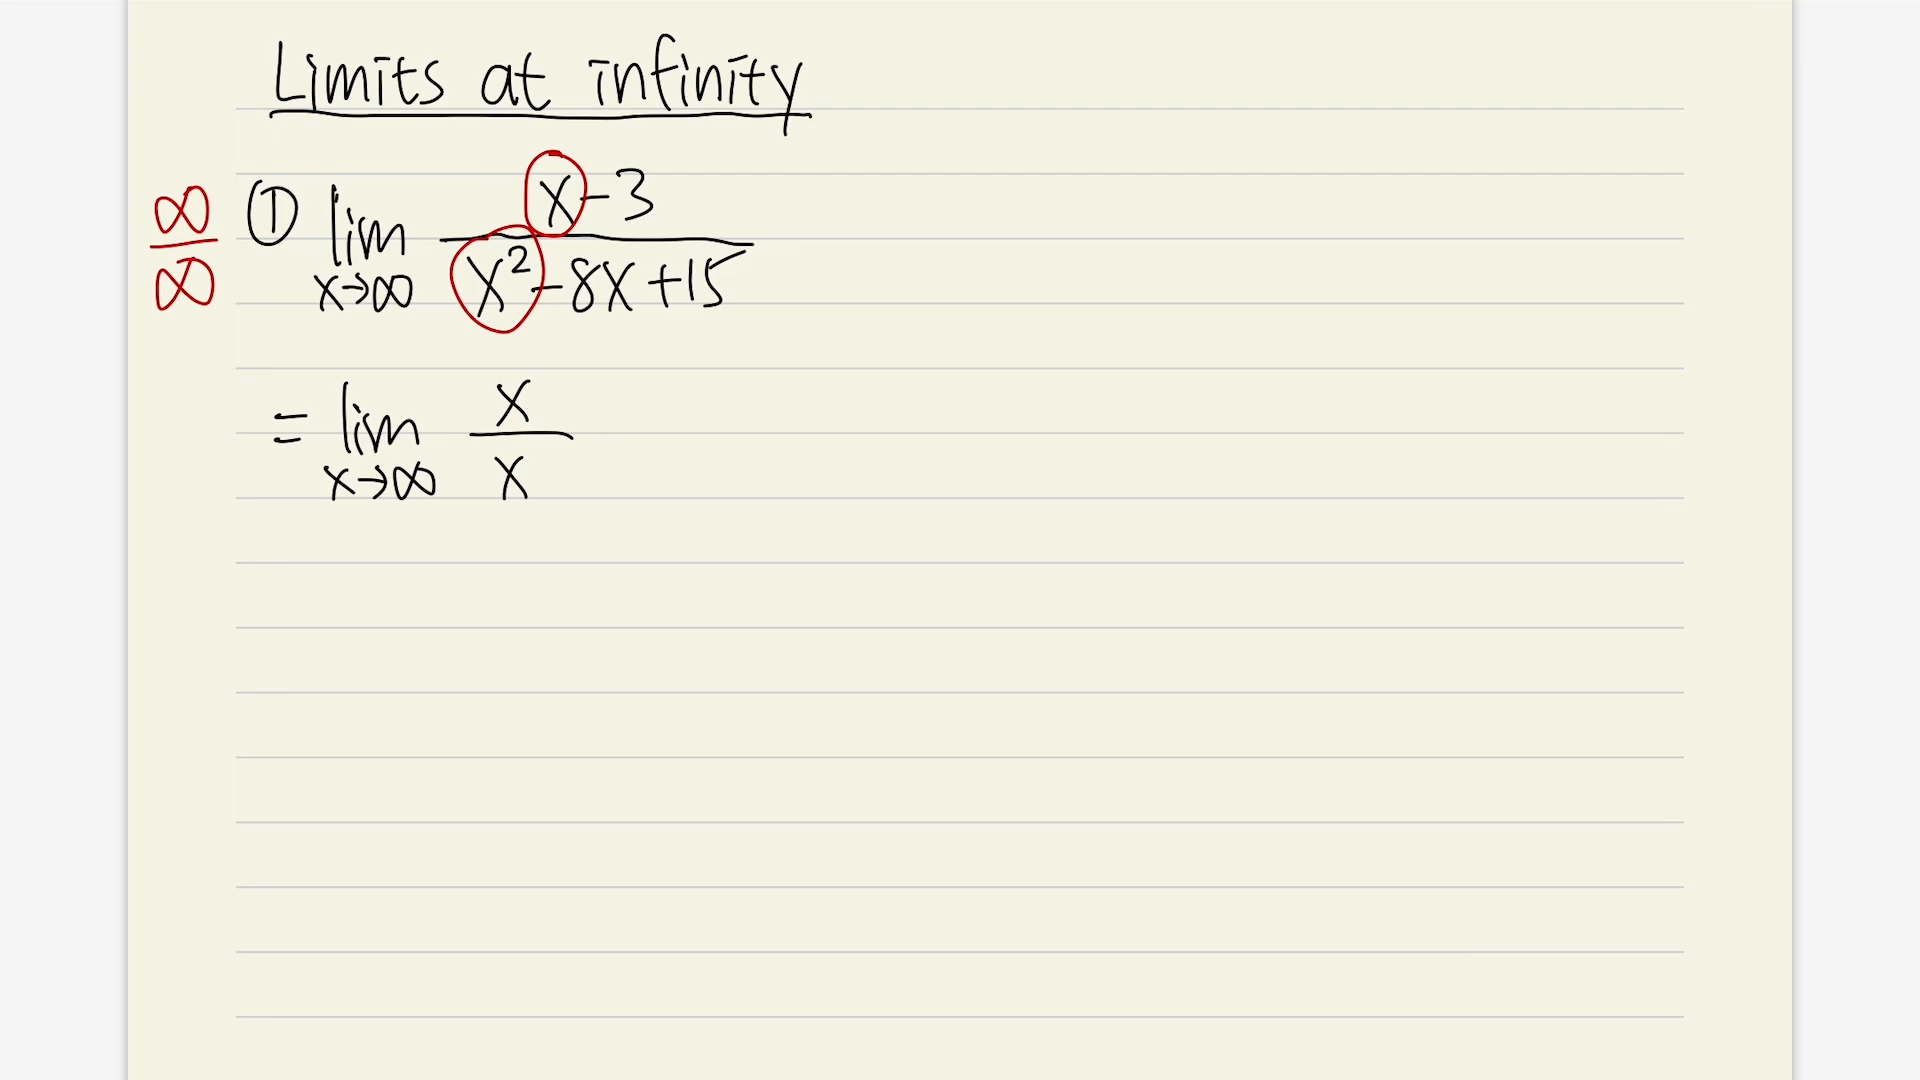 Limits at infinity
∞/∞ ① lim x→∞ (x-3)/(x²-8x+15)
= lim x→∞ x/x